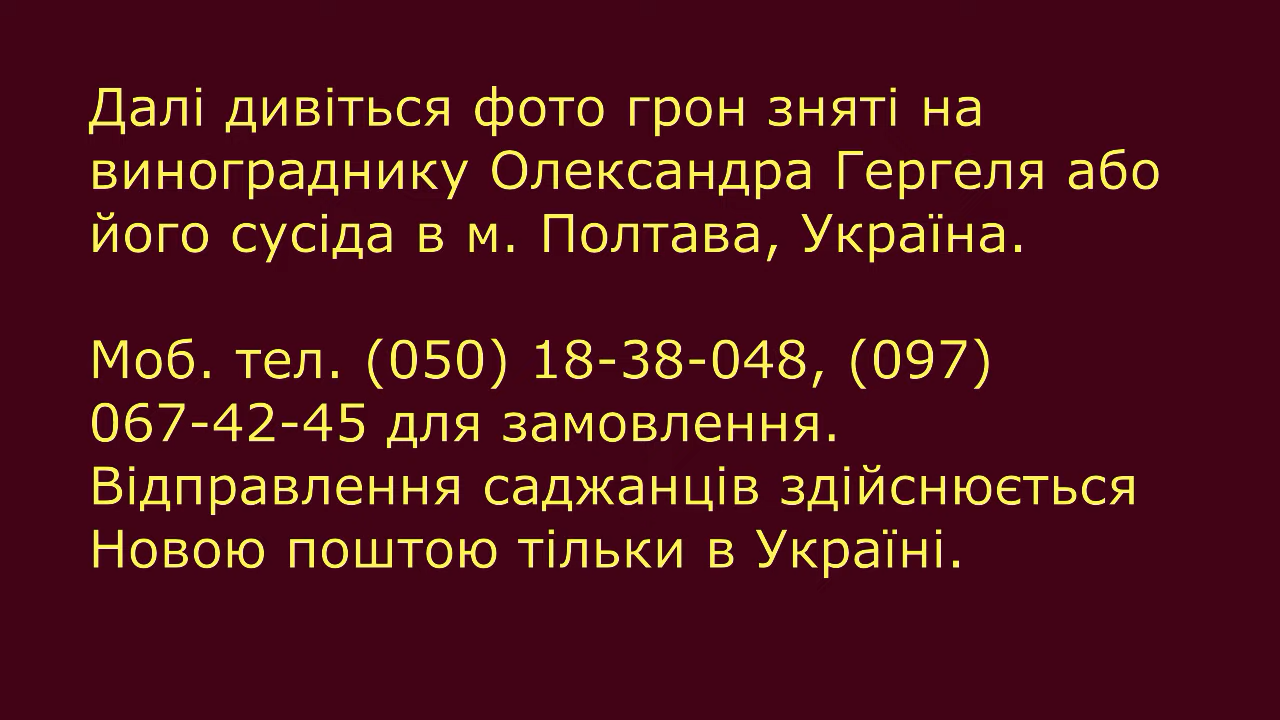 Далі дивіться фото грон зняті на
винограднику Олександра Гергеля або
його сусіда в м. Полтава, Україна.
Моб. тел. (050) 18-38-048, (097)
067-42-45 для замовлення.
Відправлення саджанців здійснюється
Новою поштою тільки в Україні.